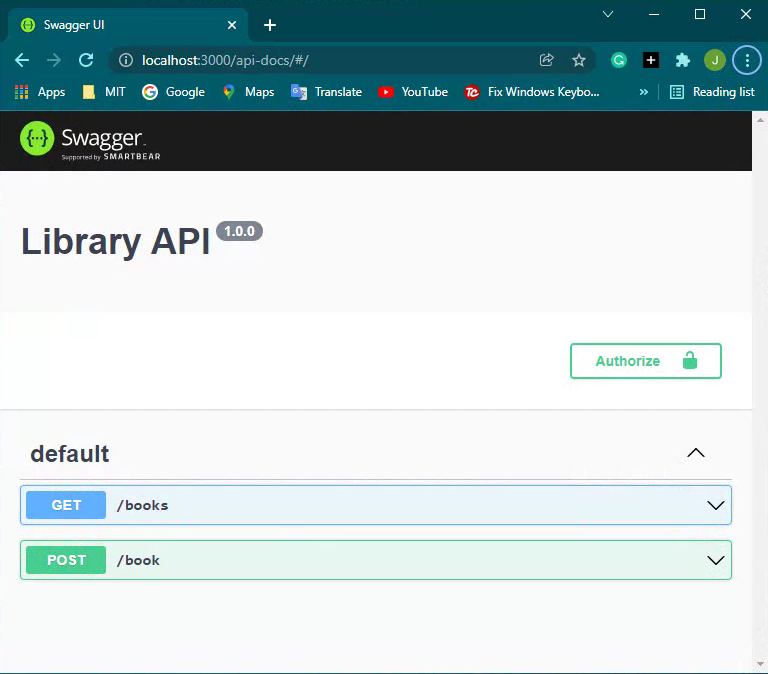 Swagger UI
localhost:3000/api-docs/#/
J
Apps MIT Google Maps Translate YouTube Fix Windows Keybo... » Reading list
{···} Swagger
Supported by SMARTBEAR
Library API 1.0.0
Authorize
default
GET /books
POST /book